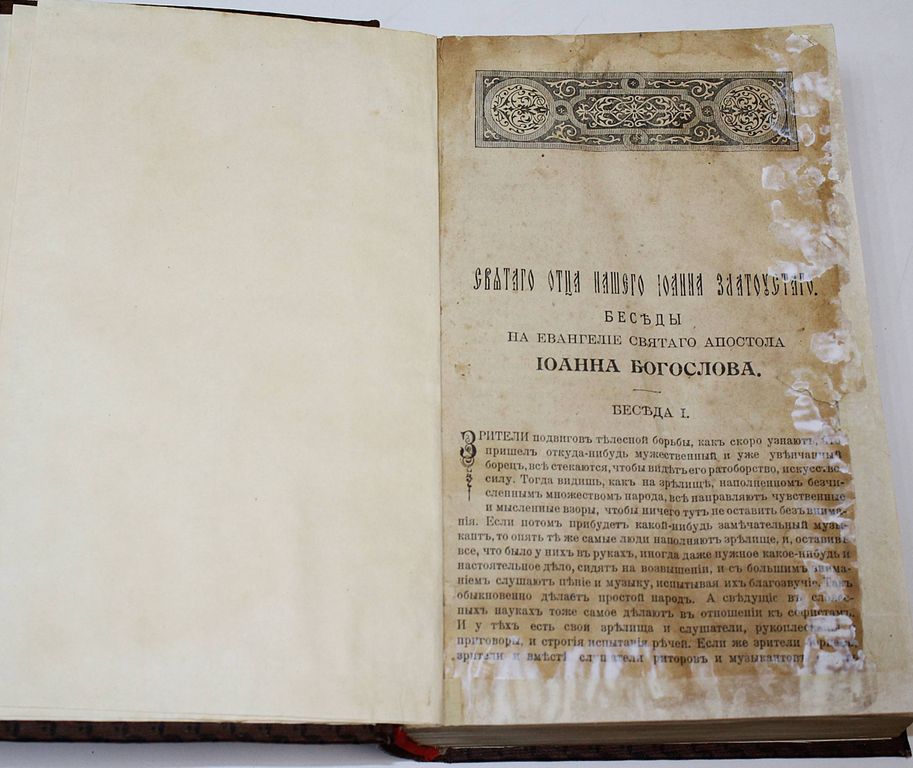 СВЯТАГО ОТЦА НАШЕГО ІОАННА ЗЛАТОУСТАГО.
БЕСѢДЫ
НА ЕВАНГЕЛІЕ СВЯТАГО АПОСТОЛА
ІОАННА БОГОСЛОВА.
БЕСѢДА I.
ЗРИТЕЛИ подвиговъ тѣлесной борьбы, какъ скоро узнаютъ, что
пришелъ откуда-нибудь мужественный и уже увѣнчанный
борецъ, всѣ стекаются, чтобы видѣть его ратоборство, искусство
силу. Тогда видишь, какъ на зрѣлищѣ, наполненномъ безчи-
сленнымъ множествомъ народа, всѣ направляютъ чувственные
и мысленные взоры, чтобы ничего тутъ не оставить безъ внима-
нія. Если потомъ прибудетъ какой-нибудь замѣчательный музы-
кантъ, то опять тѣ же самые люди наполняютъ зрѣлище, и, оставивъ
все, что было у нихъ въ рукахъ, иногда даже нужное какое-нибудь и
настоятельное дѣло, сидятъ на возвышеніи, и съ большимъ внима-
ніемъ слушаютъ пѣніе и музыку, испытывая ихъ благозвучіе. Такъ
обыкновенно дѣлаетъ простой народъ. А свѣдущіе въ словес-
ныхъ наукахъ тоже самое дѣлаютъ въ отношеніи къ софистамъ.
И у тѣхъ есть свои зрѣлища и слушатели, рукоплесканія
приговоры, и строгія испытанія рѣчей. Если же зрители
зрители и вмѣстѣ слушатели риторовъ и музыкантовъ